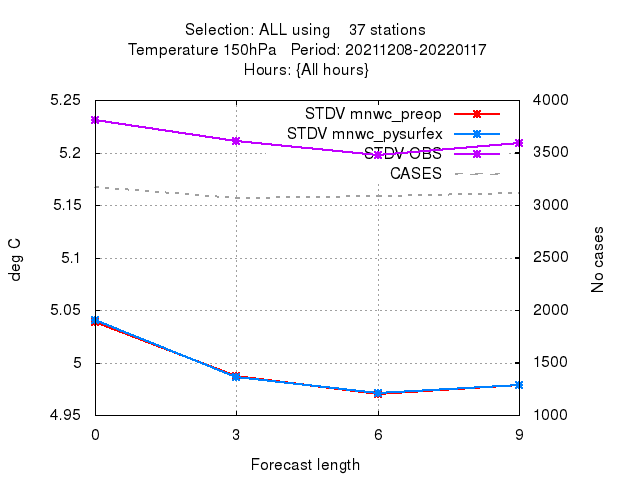 Selection: ALL using    37 stations
Temperature 150hPa   Period: 20211208-20220117
Hours: {All hours}
5.25
5.2
5.15
5.1
5.05
5
4.95
4000
3500
3000
2500
2000
1500
1000
STDV mnwc_preop
STDV mnwc_pysurfex
STDV OBS
CASES
deg C
No cases
0
3
6
9
Forecast length